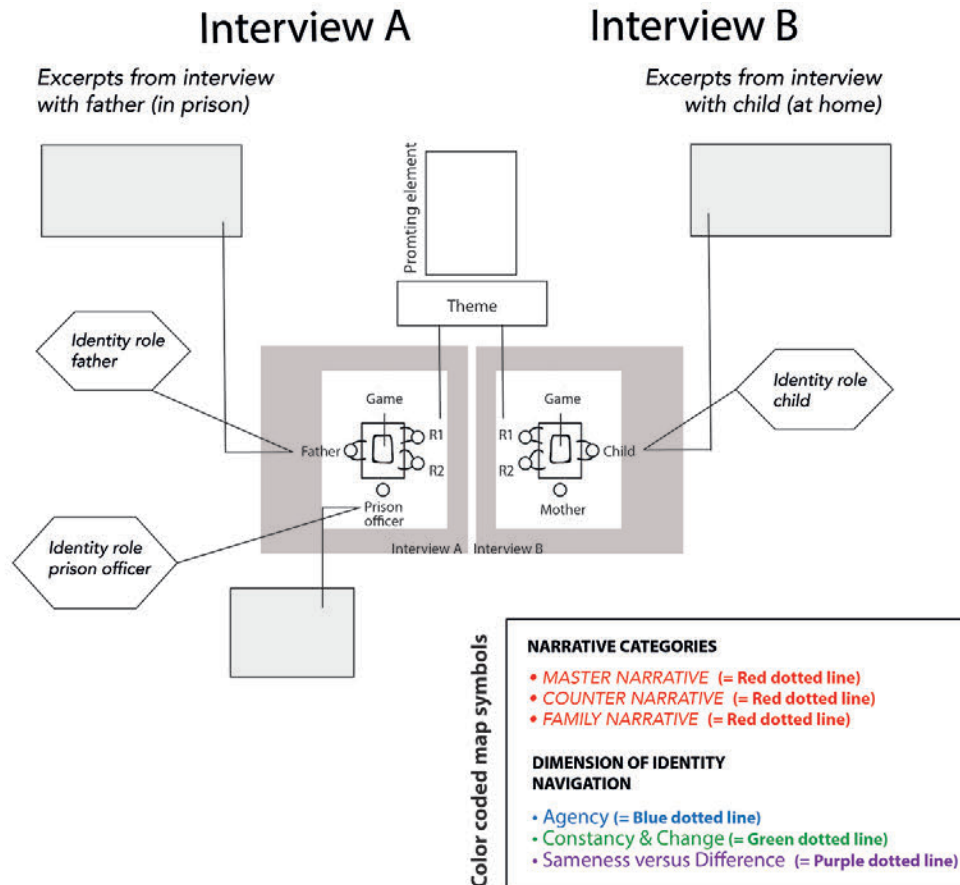 Interview A
Interview B
Excerpts from interview
with father (in prison)
Excerpts from interview
with child (at home)
Promting element
Theme
Identity role
father
Identity role
child
Game
Father
R1
R2
Prison
officer
Interview A
Game
R1
R2
Child
Mother
Interview B
Identity role
prison officer
Color coded map symbols
NARRATIVE CATEGORIES
• MASTER NARRATIVE (= Red dotted line)
• COUNTER NARRATIVE (= Red dotted line)
• FAMILY NARRATIVE (= Red dotted line)
DIMENSION OF IDENTITY
NAVIGATION
• Agency (= Blue dotted line)
• Constancy & Change (= Green dotted line)
• Sameness versus Difference (= Purple dotted line)